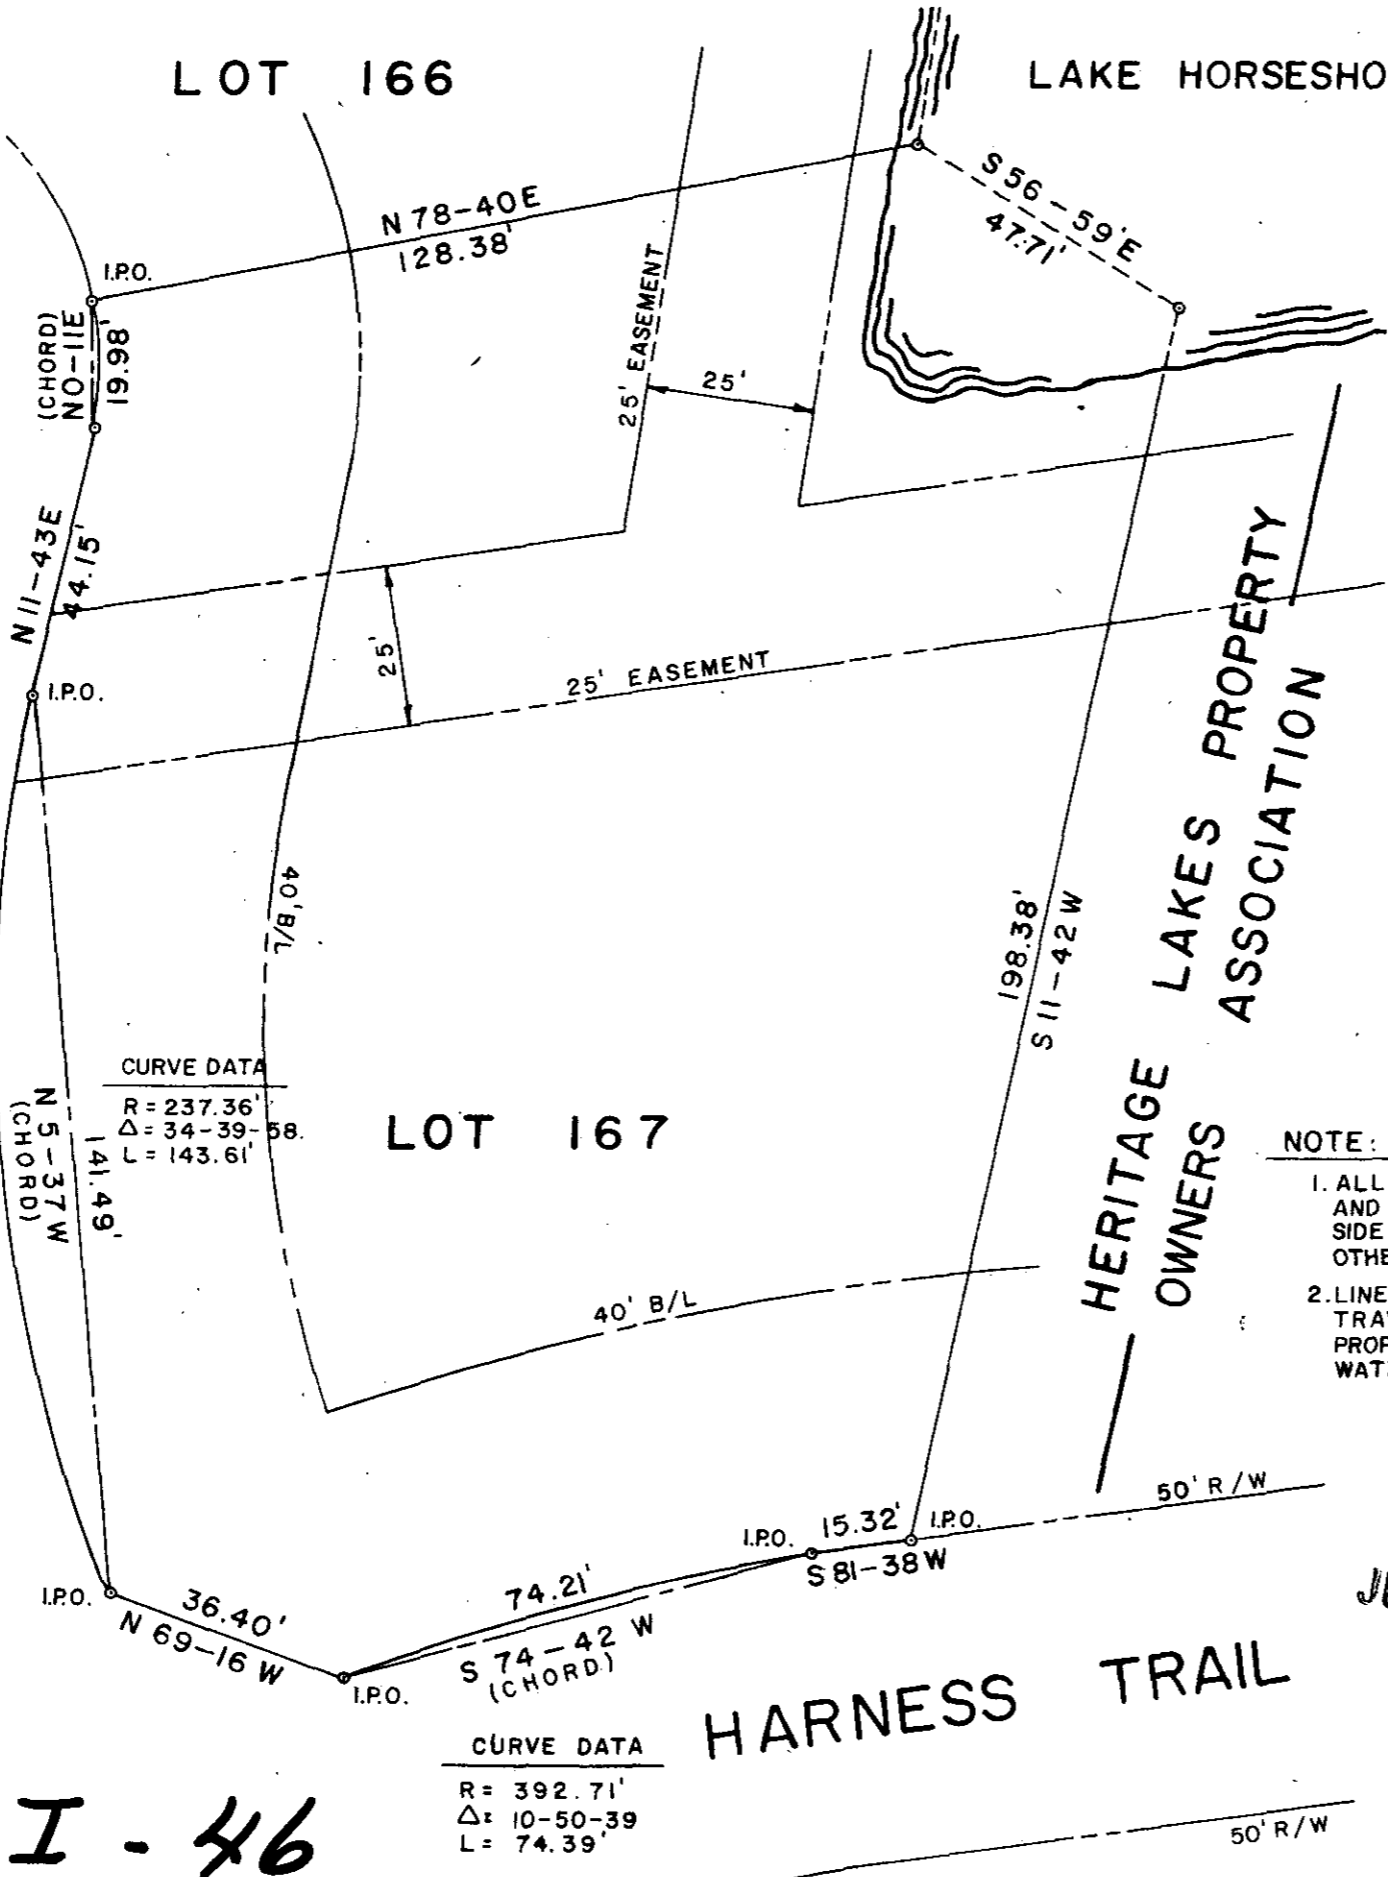 LOT 166
LAKE HORSESHO
S 56-59'E
47.71'
N 78-40E
128.38'
I.P.O.
(CHORD)
N0-11E
19.98'
25' EASEMENT
25'
N 11-43E
44.15'
I.P.O.
25'
25' EASEMENT
HERITAGE LAKES PROPERTY
OWNERS ASSOCIATION
40' B/L
198.38'
S 11-42 W
CURVE DATA
R = 237.36'
Δ = 34-39-58.
L = 143.61'
LOT 167
N 5-37 W
(CHORD)
141.49'
NOTE:
1. ALL
AND
SIDE
OTHE
2. LINE
TRA
PROP
WAT
40' B/L
50' R/W
I.P.O.
15.32'
I.P.O.
S 81-38 W
74.21'
S 74-42 W
(CHORD)
I.P.O.
36.40'
N 69-16 W
I.P.O.
HARNESS TRAIL
CURVE DATA
R = 392.71'
Δ = 10-50-39
L = 74.39'
I - 46
50' R/W